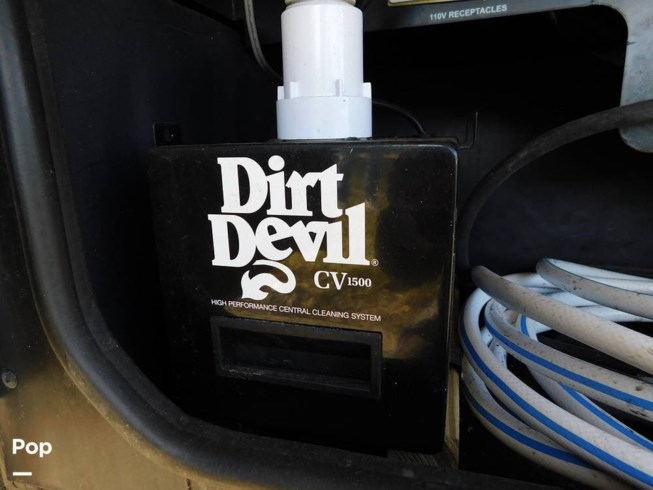 110V RECEPTACLES
Dirt
Devil®
CV1500
HIGH PERFORMANCE CENTRAL CLEANING SYSTEM
Pop